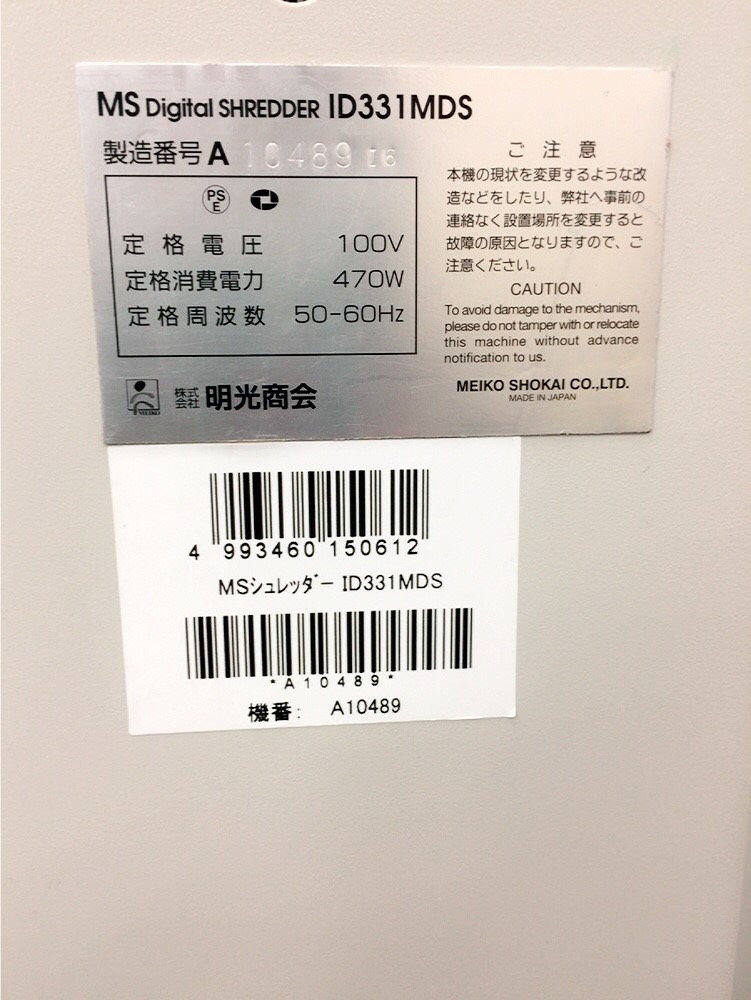 MS Digital SHREDDER ID331MDS
製造番号 A 10489 I6
PS
E
定格電圧 100V
定格消費電力 470W
定格周波数 50-60Hz
株式
会社 明光商会
MEIKO
ご注意
本機の現状を変更するような改
造などをしたり、弊社へ事前の
連絡なく設置場所を変更すると
故障の原因となりますので、ご
注意ください。
CAUTION
To avoid damage to the mechanism,
please do not tamper with or relocate
this machine without advance
notification to us.
MEIKO SHOKAI CO.,LTD.
MADE IN JAPAN
4 993460 150612
MSシュレッダー ID331MDS
*A10489*
機番: A10489